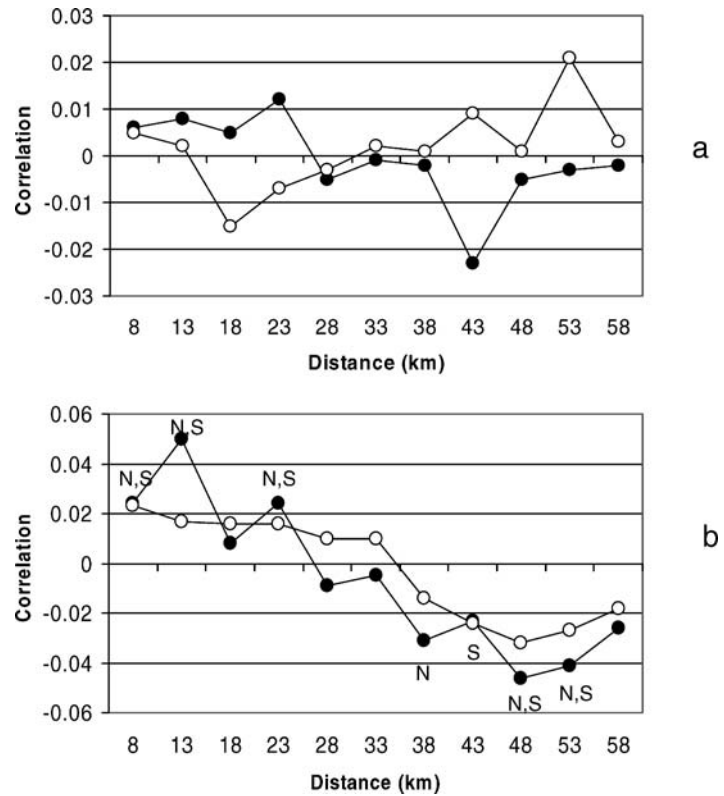 0.03
0.02
0.01
0
-0.01
-0.02
-0.03
Correlation
8 13 18 23 28 33 38 43 48 53 58
Distance (km)
a
0.06
0.04
0.02
0
-0.02
-0.04
-0.06
Correlation
N,S
N,S
N,S
N
S
N,S
N,S
8 13 18 23 28 33 38 43 48 53 58
Distance (km)
b